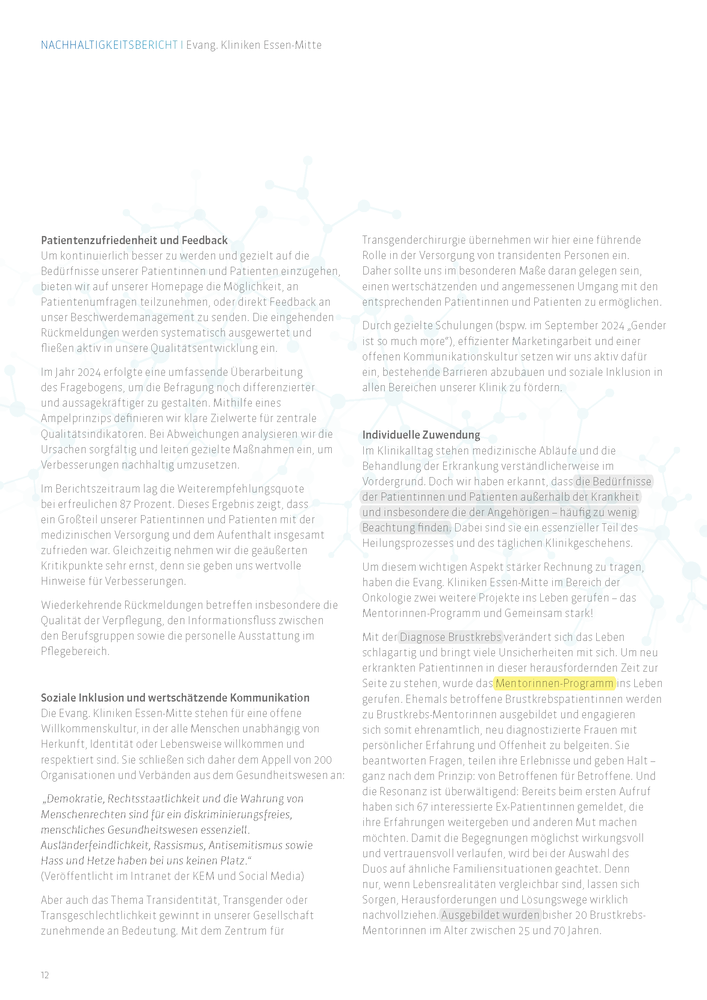 NACHHALTIGKEITSBERICHT | Evang. Kliniken Essen-Mitte
Patientenzufriedenheit und Feedback
Um kontinuierlich besser zu werden und gezielt auf die
Bedürfnisse unserer Patientinnen und Patienten einzugehen,
bieten wir auf unserer Homepage die Möglichkeit, an
Patientenumfragen teilzunehmen, oder direkt Feedback an
unser Beschwerdemanagement zu senden. Die eingehenden
Rückmeldungen werden systematisch ausgewertet und
fließen aktiv in unsere Qualitätsentwicklung ein.
Im Jahr 2024 erfolgte eine umfassende Überarbeitung
des Fragebogens, um die Befragung noch differenzierter
und aussagekräftiger zu gestalten. Mithilfe eines
Ampelprinzips definieren wir klare Zielwerte für zentrale
Qualitätsindikatoren. Bei Abweichungen analysieren wir die
Ursachen sorgfältig und leiten gezielte Maßnahmen ein, um
Verbesserungen nachhaltig umzusetzen.
Im Berichtszeitraum lag die Weiterempfehlungsquote
bei erfreulichen 87 Prozent. Dieses Ergebnis zeigt, dass
ein Großteil unserer Patientinnen und Patienten mit der
medizinischen Versorgung und dem Aufenthalt insgesamt
zufrieden war. Gleichzeitig nehmen wir die geäußerten
Kritikpunkte sehr ernst, denn sie geben uns wertvolle
Hinweise für Verbesserungen.
Wiederkehrende Rückmeldungen betreffen insbesondere die
Qualität der Verpflegung, den Informationsfluss zwischen
den Berufsgruppen sowie die personelle Ausstattung im
Pflegebereich.
Soziale Inklusion und wertschätzende Kommunikation
Die Evang. Kliniken Essen-Mitte stehen für eine offene
Willkommenskultur, in der alle Menschen unabhängig von
Herkunft, Identität oder Lebensweise willkommen und
respektiert sind. Sie schließen sich daher dem Appell von 200
Organisationen und Verbänden aus dem Gesundheitswesen an:
„Demokratie, Rechtsstaatlichkeit und die Wahrung von
Menschenrechten sind für ein diskriminierungsfreies,
menschliches Gesundheitswesen essenziell.
Ausländerfeindlichkeit, Rassismus, Antisemitismus sowie
Hass und Hetze haben bei uns keinen Platz.“
(Veröffentlicht im Intranet der KEM und Social Media)
Aber auch das Thema Transidentität, Transgender oder
Transgeschlechtlichkeit gewinnt in unserer Gesellschaft
zunehmende an Bedeutung. Mit dem Zentrum für
Transgenderchirurgie übernehmen wir hier eine führende
Rolle in der Versorgung von transidenten Personen ein.
Daher sollte uns im besonderen Maße daran gelegen sein,
einen wertschätzenden und angemessenen Umgang mit den
entsprechenden Patientinnen und Patienten zu ermöglichen.
Durch gezielte Schulungen (bspw. im September 2024 „Gender
ist so much more“), effizienter Marketingarbeit und einer
offenen Kommunikationskultur setzen wir uns aktiv dafür
ein, bestehende Barrieren abzubauen und soziale Inklusion in
allen Bereichen unserer Klinik zu fördern.
Individuelle Zuwendung
Im Klinikalltag stehen medizinische Abläufe und die
Behandlung der Erkrankung verständlicherweise im
Vordergrund. Doch wir haben erkannt, dass die Bedürfnisse
der Patientinnen und Patienten außerhalb der Krankheit
und insbesondere die der Angehörigen – häufig zu wenig
Beachtung finden. Dabei sind sie ein essenzieller Teil des
Heilungsprozesses und des täglichen Klinikgeschehens.
Um diesem wichtigen Aspekt stärker Rechnung zu tragen,
haben die Evang. Kliniken Essen-Mitte im Bereich der
Onkologie zwei weitere Projekte ins Leben gerufen – das
Mentorinnen-Programm und Gemeinsam stark!
Mit der Diagnose Brustkrebs verändert sich das Leben
schlagartig und bringt viele Unsicherheiten mit sich. Um neu
erkrankten Patientinnen in dieser herausfordernden Zeit zur
Seite zu stehen, wurde das Mentorinnen-Programm ins Leben
gerufen. Ehemals betroffene Brustkrebspatientinnen werden
zu Brustkrebs-Mentorinnen ausgebildet und engagieren
sich somit ehrenamtlich, neu diagnostizierte Frauen mit
persönlicher Erfahrung und Offenheit zu belgeiten. Sie
beantworten Fragen, teilen ihre Erlebnisse und geben Halt –
ganz nach dem Prinzip: von Betroffenen für Betroffene. Und
die Resonanz ist überwältigend: Bereits beim ersten Aufruf
haben sich 67 interessierte Ex-Patientinnen gemeldet, die
ihre Erfahrungen weitergeben und anderen Mut machen
möchten. Damit die Begegnungen möglichst wirkungsvoll
und vertrauensvoll verlaufen, wird bei der Auswahl des
Duos auf ähnliche Familiensituationen geachtet. Denn
nur, wenn Lebensrealitäten vergleichbar sind, lassen sich
Sorgen, Herausforderungen und Lösungswege wirklich
nachvollziehen. Ausgebildet wurden bisher 20 Brustkrebs-
Mentorinnen im Alter zwischen 25 und 70 Jahren.
12